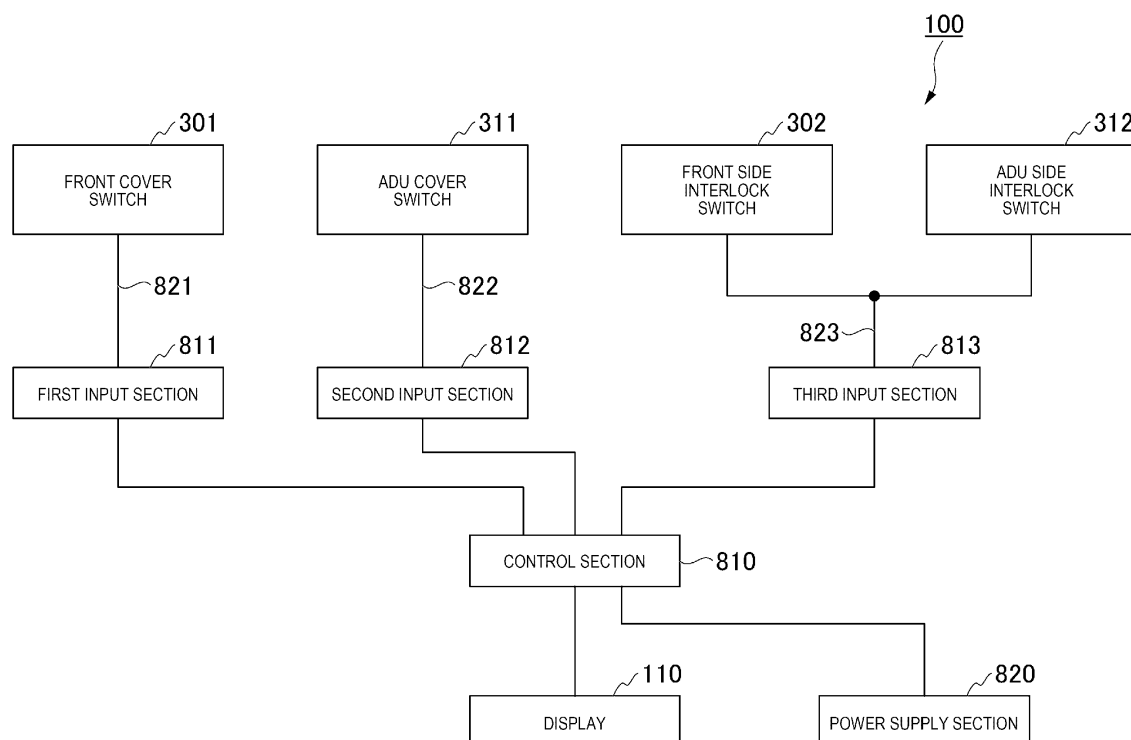 100
301
311
302
312
FRONT COVER
SWITCH
ADU COVER
SWITCH
FRONT SIDE
INTERLOCK
SWITCH
ADU SIDE
INTERLOCK
SWITCH
821
822
823
811
812
813
FIRST INPUT SECTION
SECOND INPUT SECTION
THIRD INPUT SECTION
CONTROL SECTION
810
110
820
DISPLAY
POWER SUPPLY SECTION